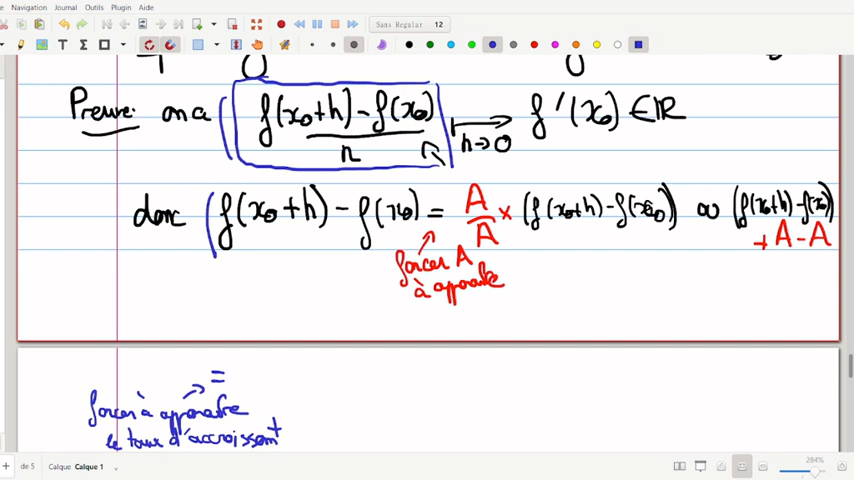 Navigation Journal Outils Plugin Aide
Sans Regular 12
Preuve: on a f(x₀+h)-f(x₀) / h ⟼ h→0 f'(x₀) ∈ ℝ
donc f(x₀+h) - f(x₀) = A/A × (f(x₀+h)-f(x₀)) ou (f(x₀+h)-f(x₀))
+A-A
forcer A
à apparaître
=
forcer à apparaître
le taux d'accroissemt
de 5 Calque Calque 1 284%